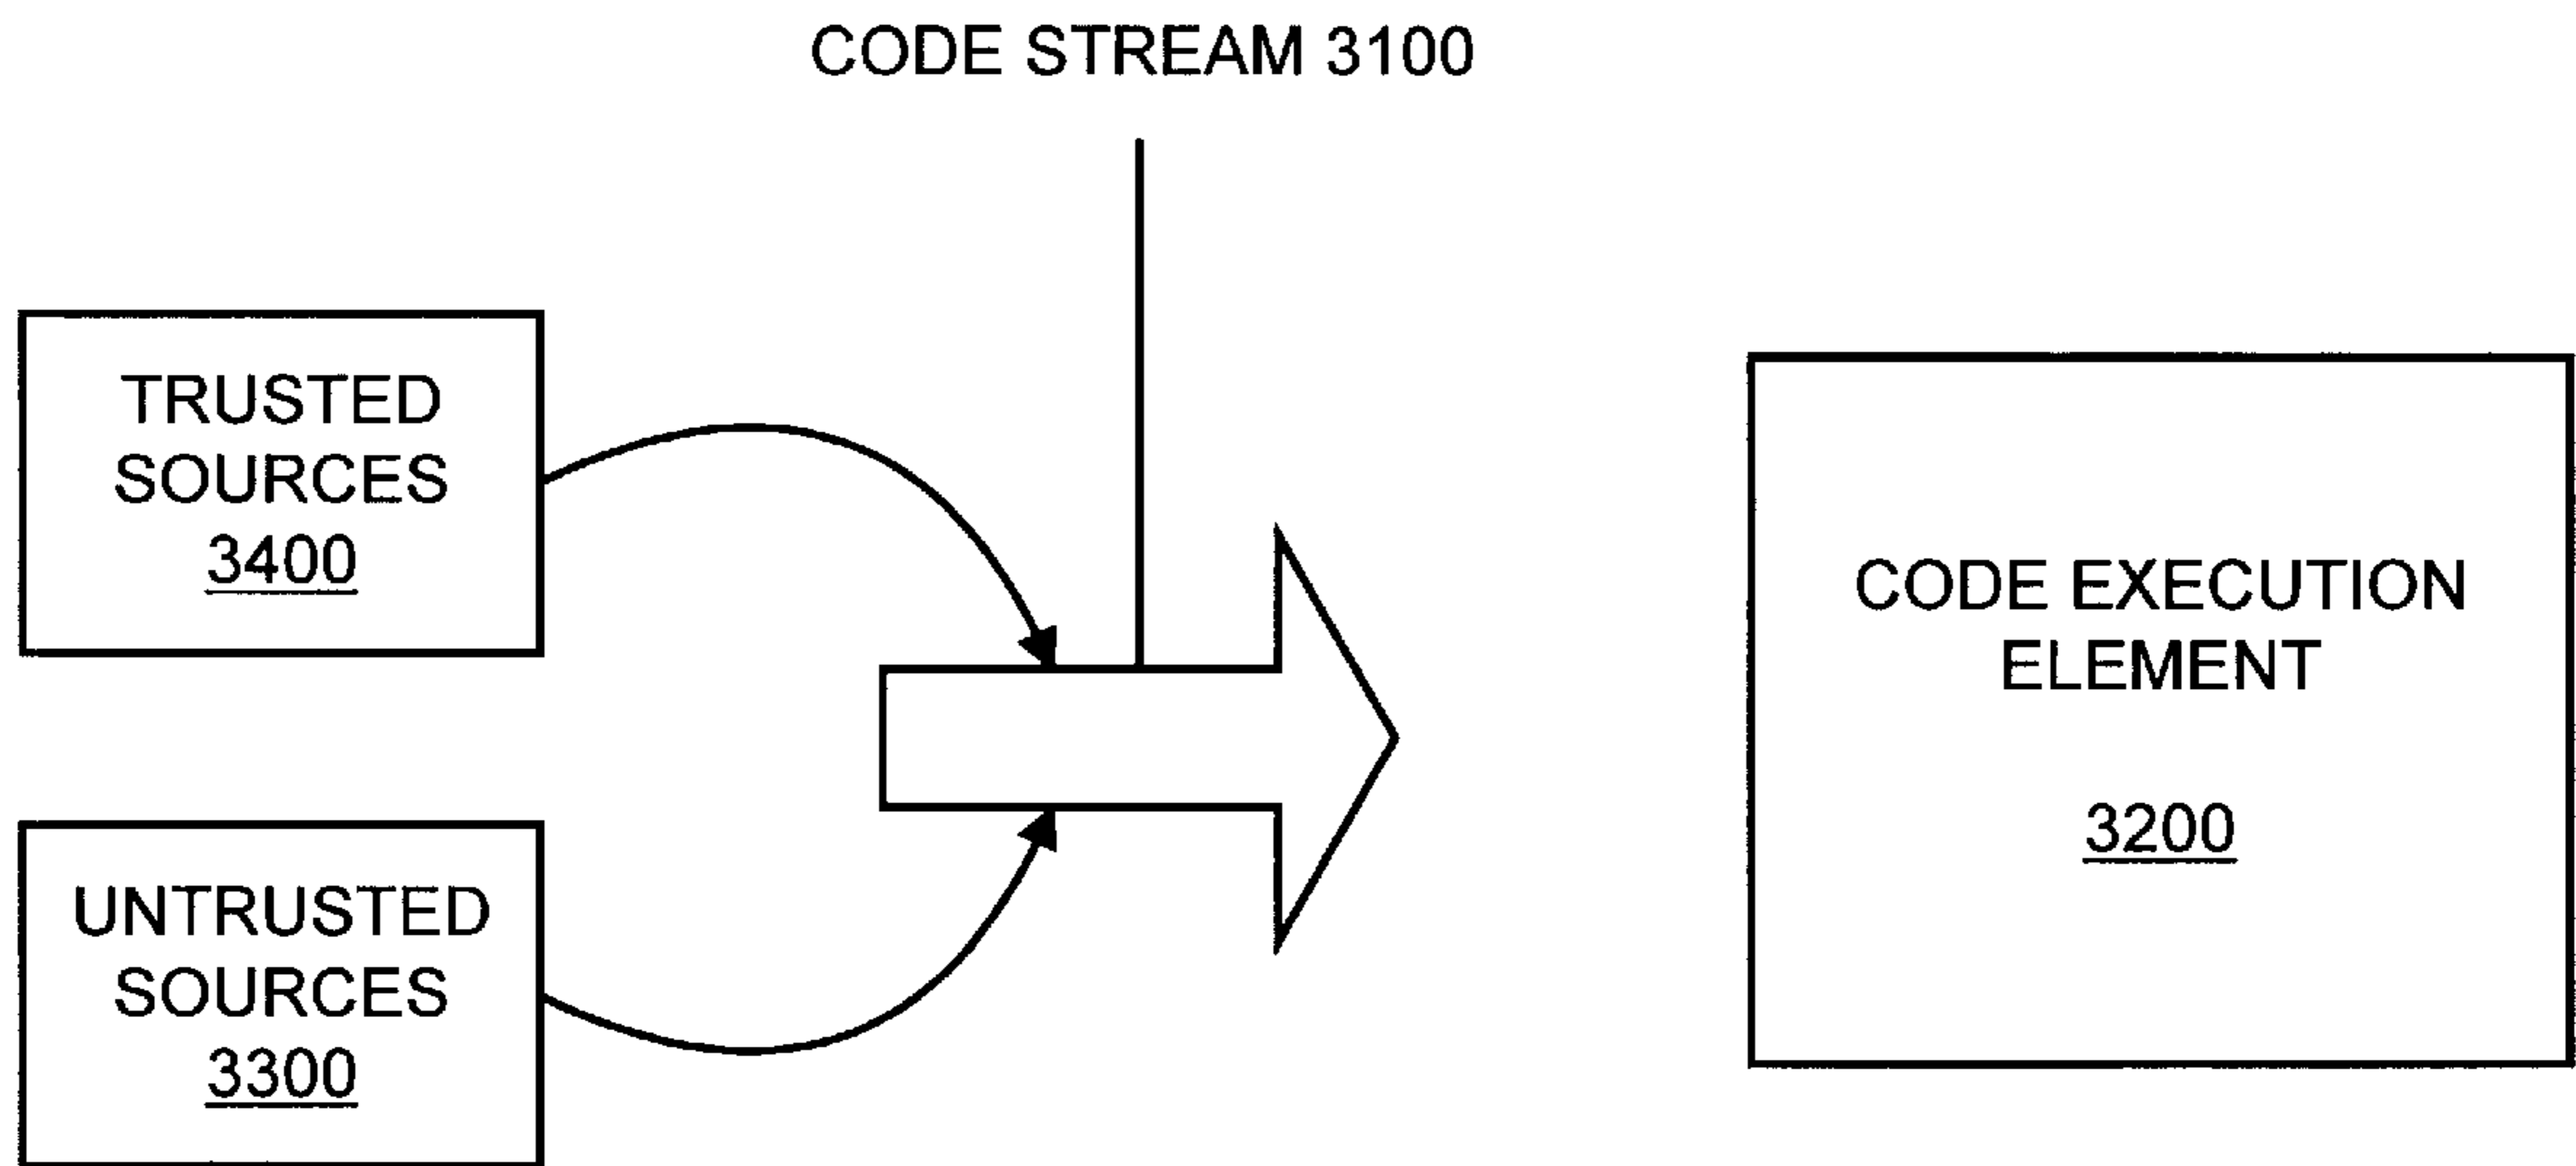 CODE STREAM 3100
TRUSTED
SOURCES
3400
UNTRUSTED
SOURCES
3300
CODE EXECUTION
ELEMENT
3200